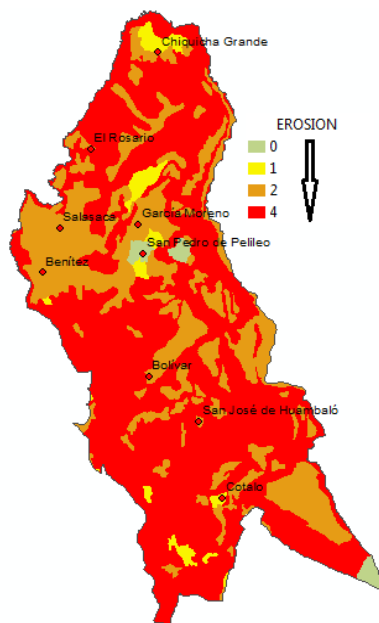 Chiquicha Grande
EROSION
0
1
2
4
El Rosario
García Moreno
Salasaca
San Pedro de Pelileo
Benítez
Bolívar
San José de Huambaló
Cotalo